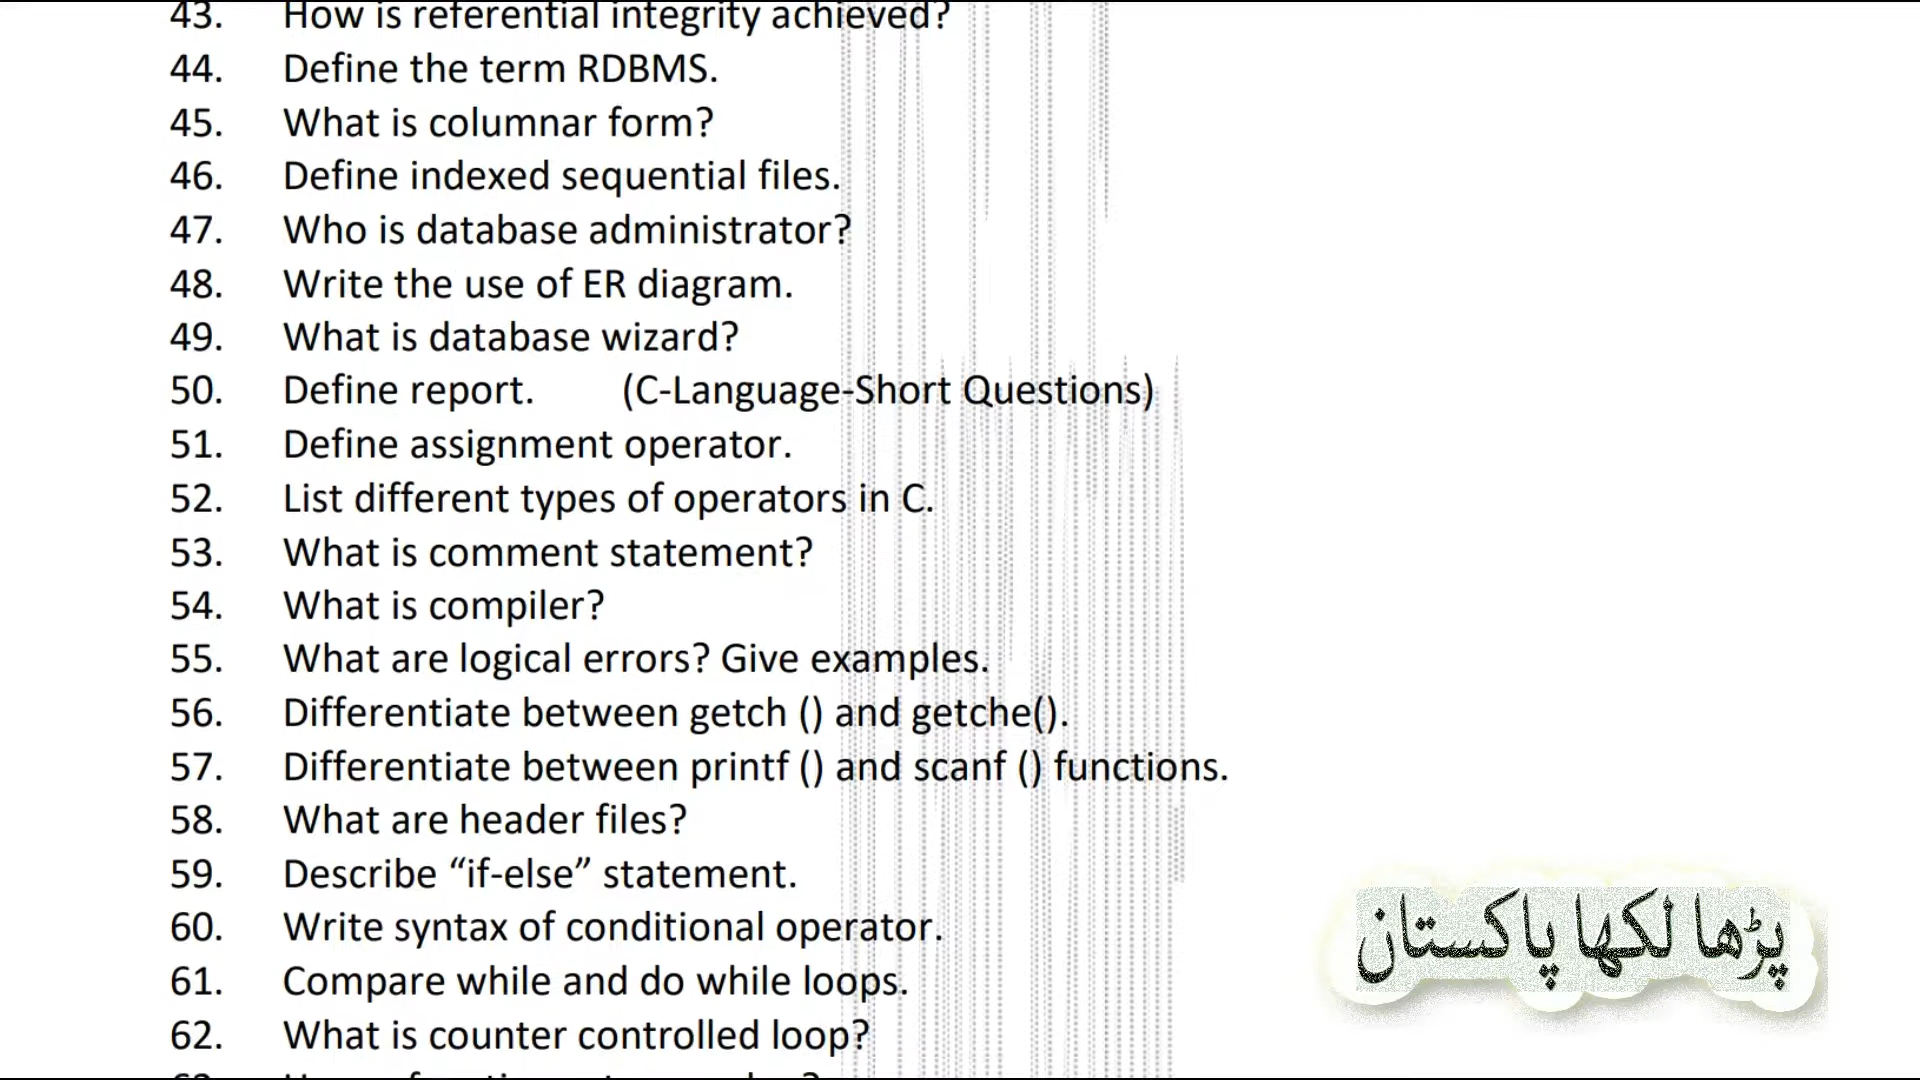 43. How is referential integrity achieved?
44. Define the term RDBMS.
45. What is columnar form?
46. Define indexed sequential files.
47. Who is database administrator?
48. Write the use of ER diagram.
49. What is database wizard?
50. Define report. (C-Language-Short Questions)
51. Define assignment operator.
52. List different types of operators in C.
53. What is comment statement?
54. What is compiler?
55. What are logical errors? Give examples.
56. Differentiate between getch () and getche().
57. Differentiate between printf () and scanf () functions.
58. What are header files?
59. Describe “if-else” statement.
60. Write syntax of conditional operator.
61. Compare while and do while loops.
62. What is counter controlled loop?
پڑھا لکھا پاکستان